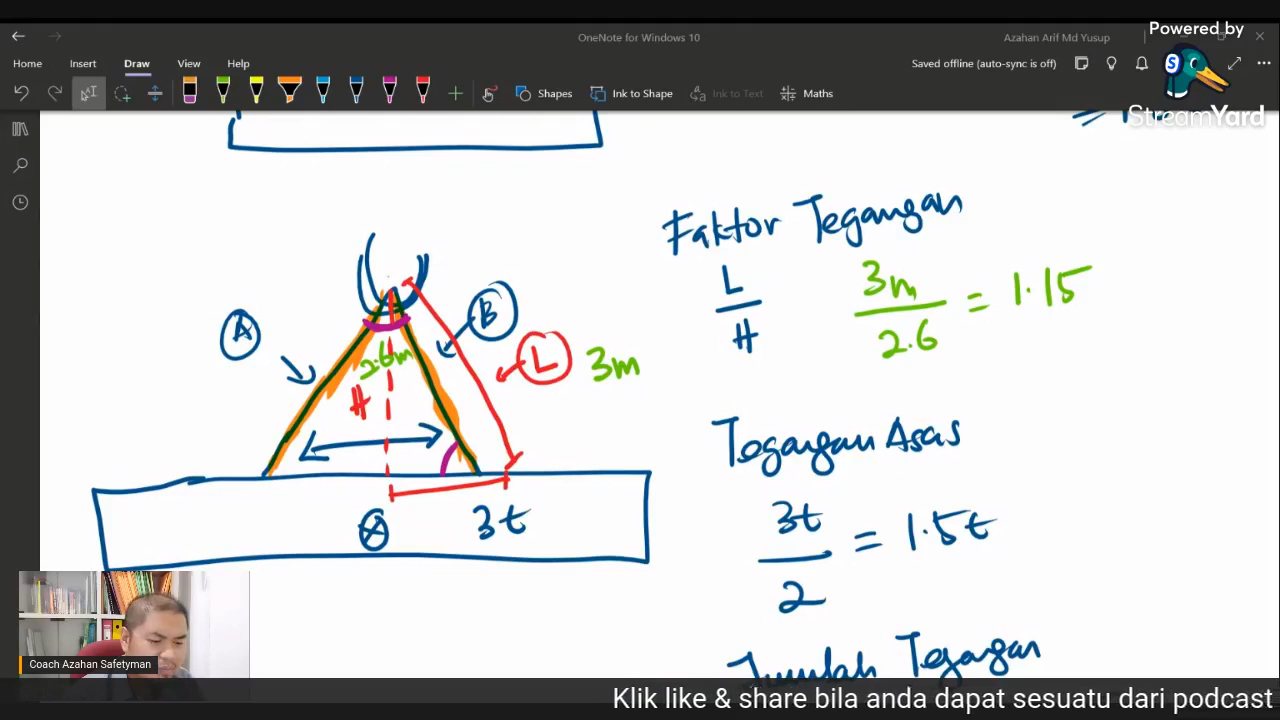 Powered by
OneNote for Windows 10
Azahan Arif Md Yusup
Home Insert Draw View Help
Saved offline (auto-sync is off)
S
StreamYard
Shapes
Ink to Shape
Ink to Text
Maths
Faktor Tegangan
L
H
3m
2.6
= 1.15
A
B
L
3m
2.6m
H
Tegangan Asas
3t
2
= 1.5t
3t
Jumlah Tegangan
Coach Azahan Safetyman
Klik like & share bila anda dapat sesuatu dari podcast